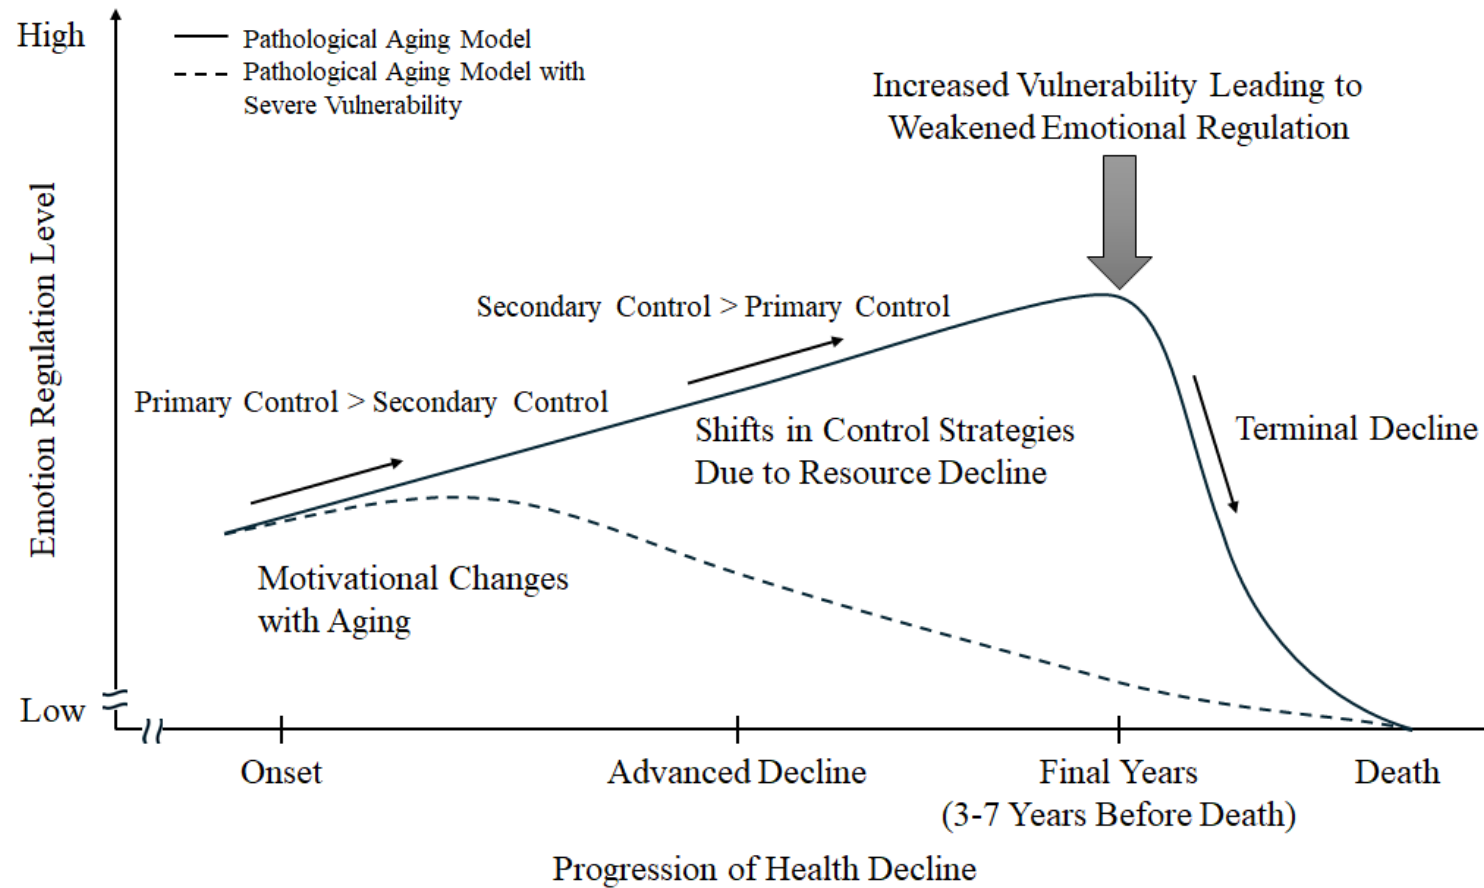 High
Pathological Aging Model
Pathological Aging Model with
Severe Vulnerability
Increased Vulnerability Leading to
Weakened Emotional Regulation
Emotion Regulation Level
Secondary Control > Primary Control
Primary Control > Secondary Control
Shifts in Control Strategies
Due to Resource Decline
Terminal Decline
Motivational Changes
with Aging
Low
Onset
Advanced Decline
Final Years
(3-7 Years Before Death)
Death
Progression of Health Decline